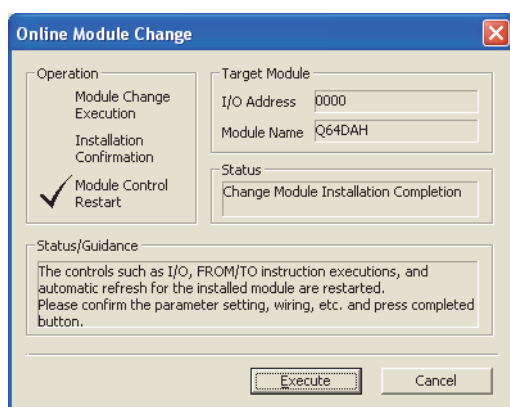 Online Module Change
Operation
Module Change
Execution
Installation
Confirmation
Module Control
Restart
Target Module
I/O Address 0000
Module Name Q64DAH
Status
Change Module Installation Completion
Status/Guidance
The controls such as I/O, FROM/TO instruction executions, and
automatic refresh for the installed module are restarted.
Please confirm the parameter setting, wiring, etc. and press completed
button.
Execute Cancel